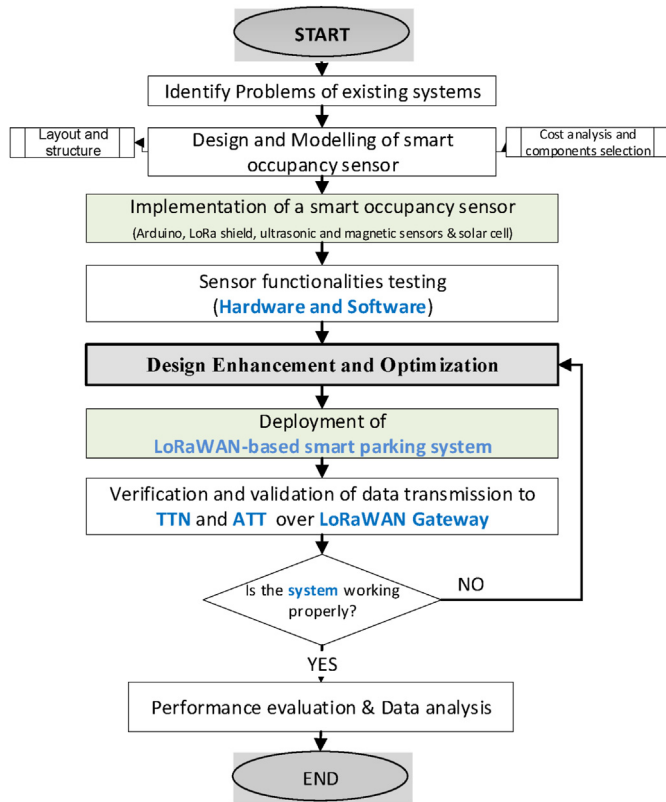 START
Identify Problems of existing systems
Layout and
structure
Design and Modelling of smart
occupancy sensor
Cost analysis and
components selection
Implementation of a smart occupancy sensor
(Arduino, LoRa shield, ultrasonic and magnetic sensors & solar cell)
Sensor functionalities testing
(Hardware and Software)
Design Enhancement and Optimization
Deployment of
LoRaWAN-based smart parking system
Verification and validation of data transmission to
TTN and ATT over LoRaWAN Gateway
Is the system working
properly?
NO
YES
Performance evaluation & Data analysis
END